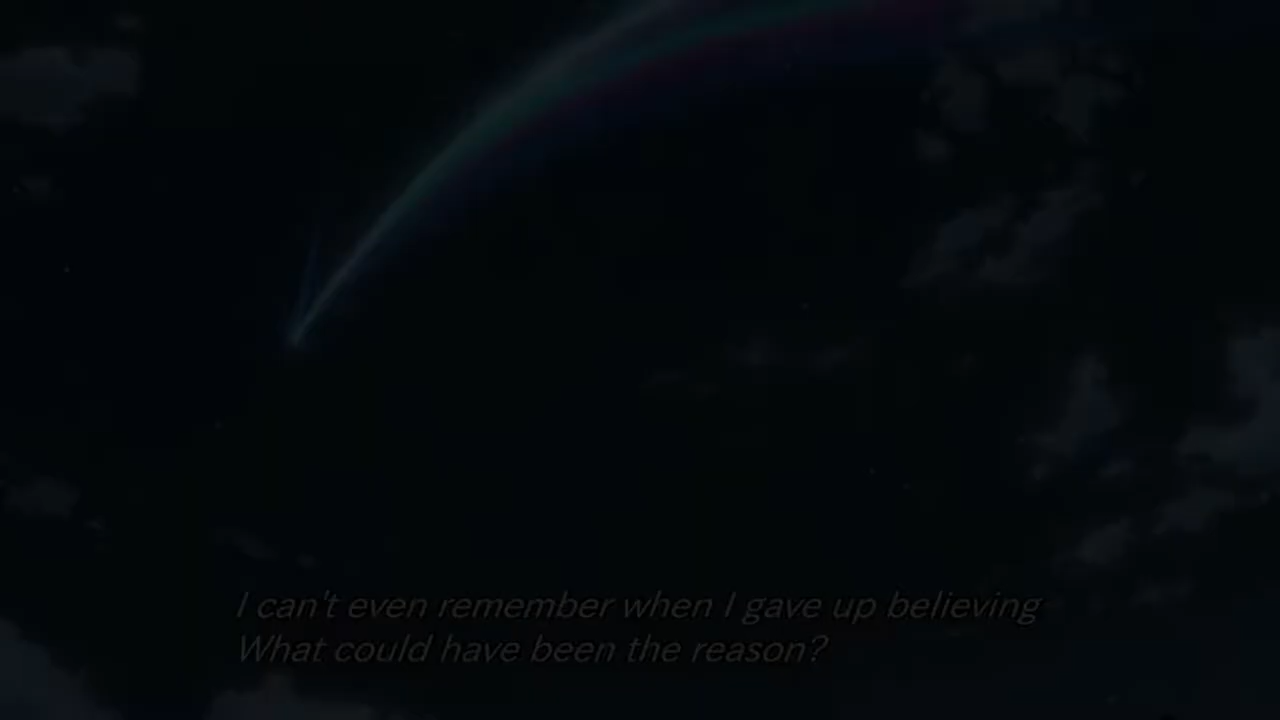 I can't even remember when I gave up believing
What could have been the reason?